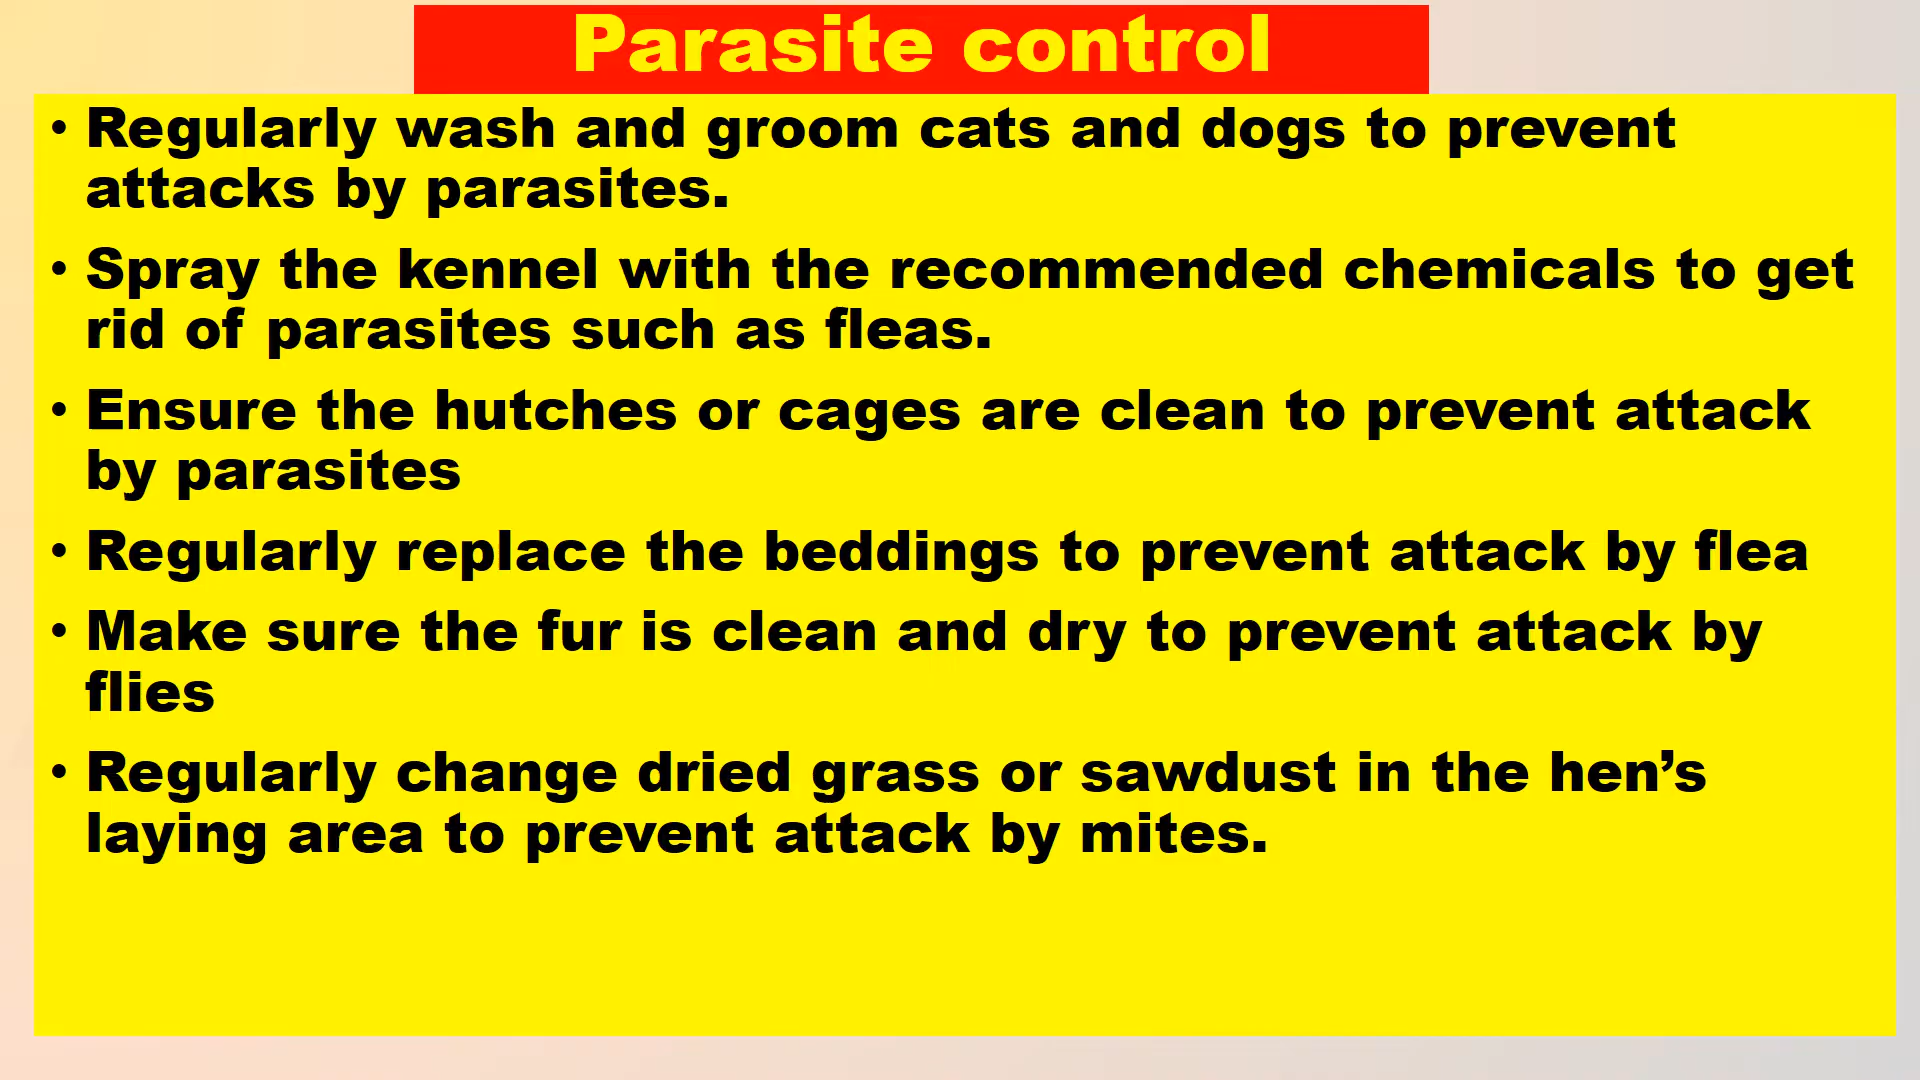 Parasite control
• Regularly wash and groom cats and dogs to prevent
attacks by parasites.
• Spray the kennel with the recommended chemicals to get
rid of parasites such as fleas.
• Ensure the hutches or cages are clean to prevent attack
by parasites
• Regularly replace the beddings to prevent attack by flea
• Make sure the fur is clean and dry to prevent attack by
flies
• Regularly change dried grass or sawdust in the hen’s
laying area to prevent attack by mites.